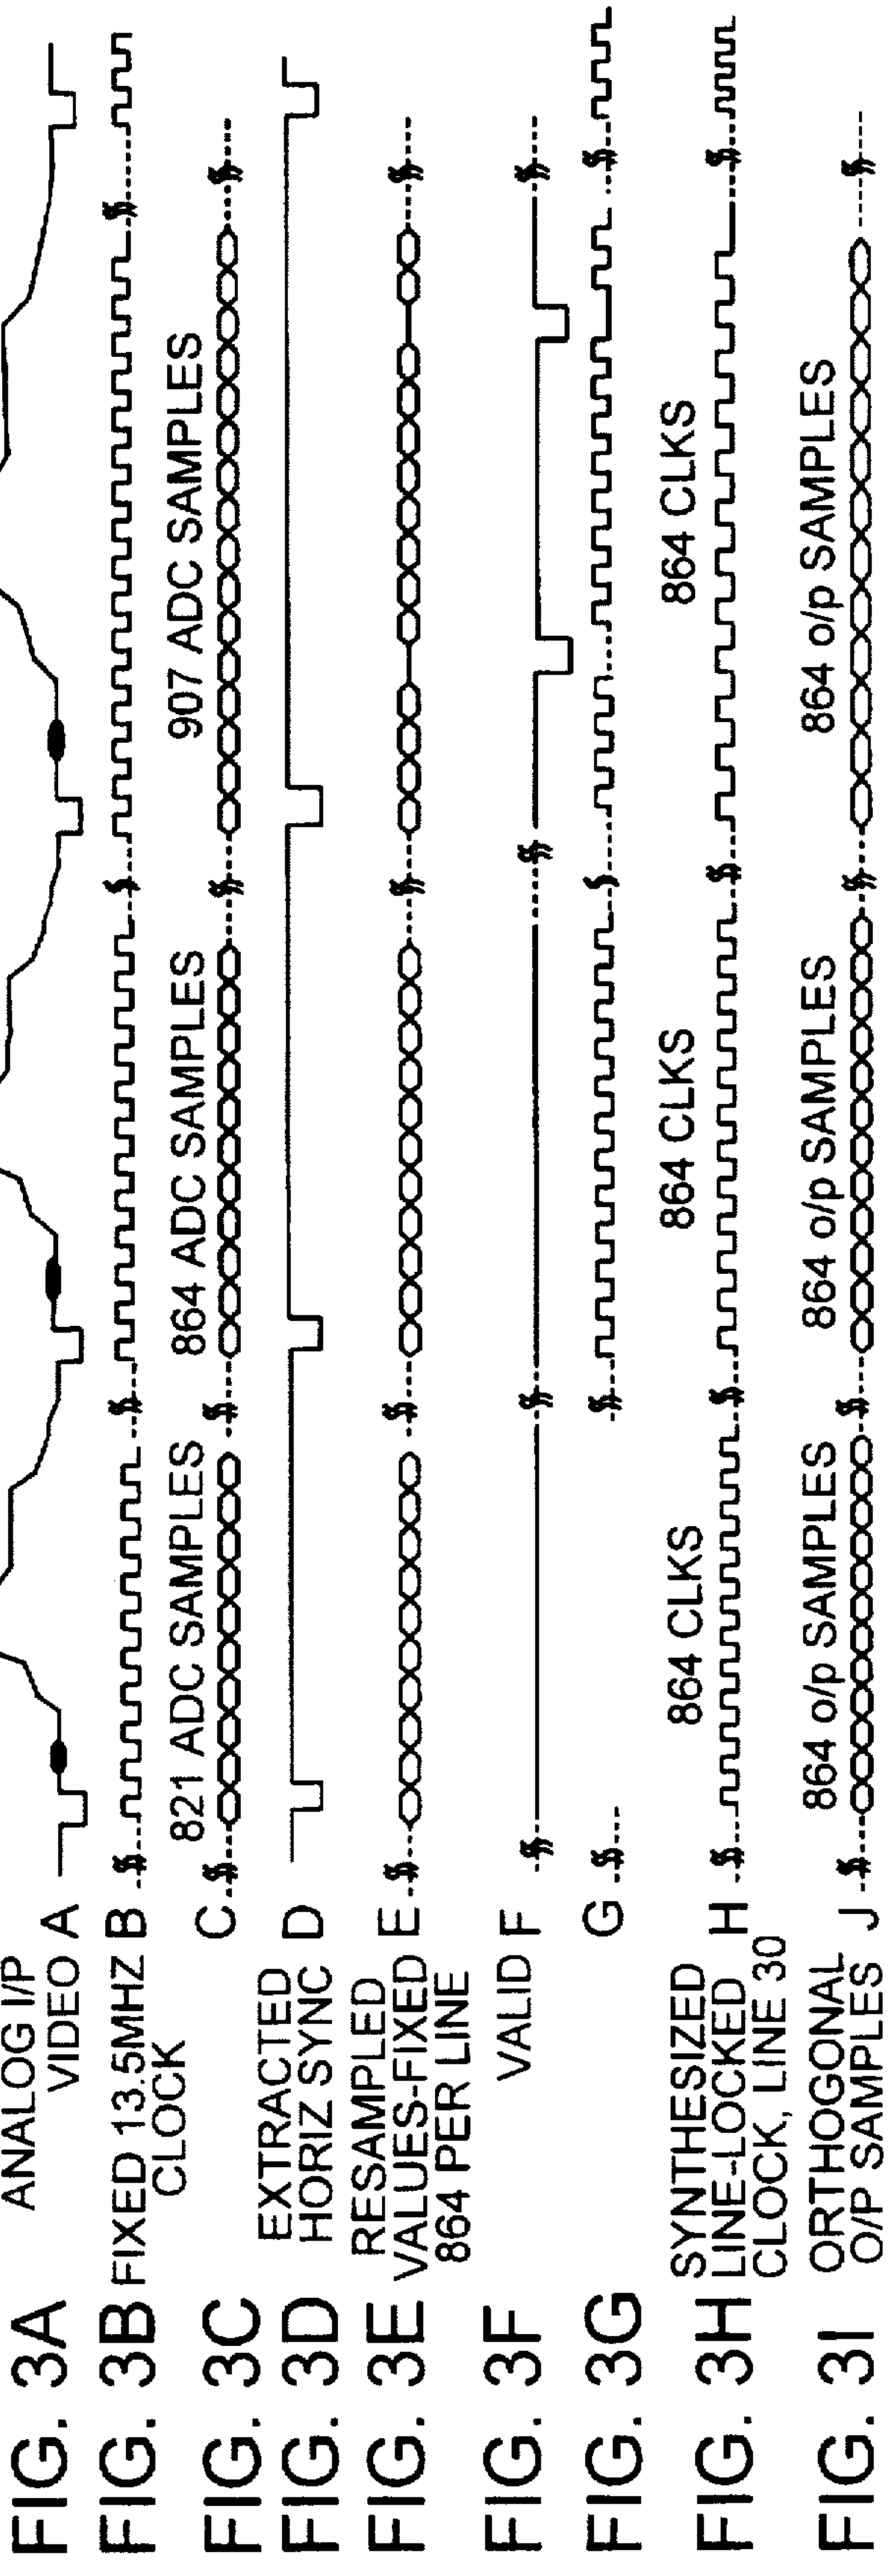 FIG. 3A
ANALOG I/P
VIDEO A
FIG. 3B
FIXED 13.5MHZ B
CLOCK
FIG. 3C
C
821 ADC SAMPLES
864 ADC SAMPLES
907 ADC SAMPLES
FIG. 3D
EXTRACTED
HORIZ SYNC D
FIG. 3E
RESAMPLED
VALUES-FIXED E
864 PER LINE
FIG. 3F
VALID F
FIG. 3G
G
FIG. 3H
SYNTHESIZED
LINE-LOCKED H
CLOCK, LINE 30
864 CLKS
864 CLKS
864 CLKS
FIG. 3I
ORTHOGONAL
O/P SAMPLES J
864 o/p SAMPLES
864 o/p SAMPLES
864 o/p SAMPLES